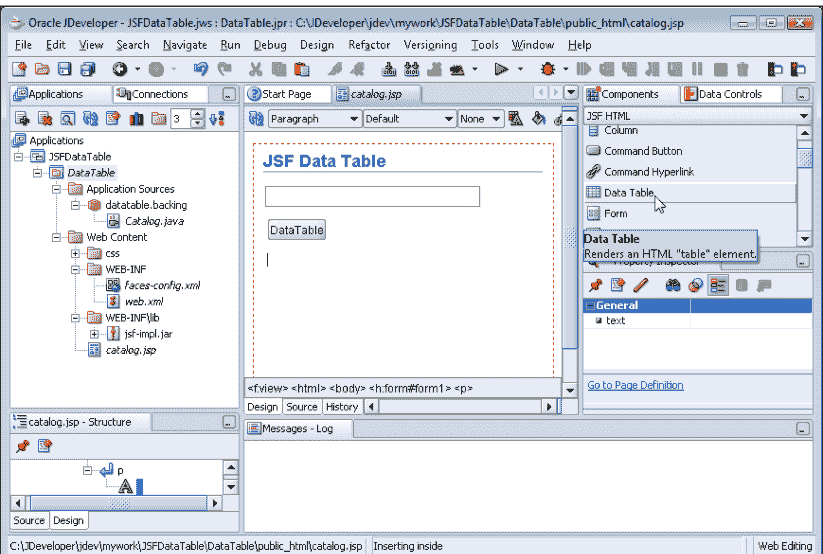 Oracle JDeveloper - JSFDataTable.jws : DataTable.jpr : C:\JDeveloper\jdev\mywork\JSFDataTable\DataTable\public_html\catalog.jsp
File Edit View Search Navigate Run Debug Design Refactor Versioning Tools Window Help
Applications Connections
Start Page catalog.jsp
Components Data Controls
3
Paragraph Default None
JSF HTML
Applications
JSFDataTable
DataTable
Application Sources
datatable.backing
Catalog.java
Web Content
css
WEB-INF
faces-config.xml
web.xml
WEB-INF\lib
jsf-impl.jar
catalog.jsp
JSF Data Table
DataTable
<f:view> <html> <body> <h:form#form1> <p>
Design Source History
Column
Command Button
Command Hyperlink
Data Table
Form
Data Table
Renders an HTML "table" element.
General
text
Go to Page Definition
catalog.jsp - Structure
p
Source Design
Messages - Log
C:\JDeveloper\jdev\mywork\JSFDataTable\DataTable\public_html\catalog.jsp Inserting inside Web Editing